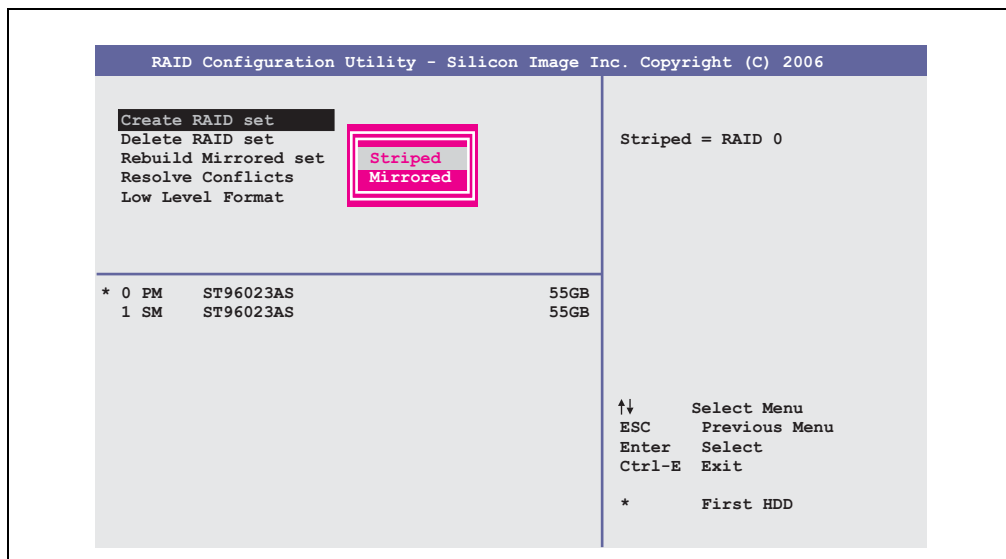 RAID Configuration Utility - Silicon Image Inc. Copyright (C) 2006
Create RAID set
Delete RAID set
Rebuild Mirrored set
Resolve Conflicts
Low Level Format
Striped
Mirrored
Striped = RAID 0
* 0 PM ST96023AS 55GB
1 SM ST96023AS 55GB
↑↓ Select Menu
ESC Previous Menu
Enter Select
Ctrl-E Exit
* First HDD